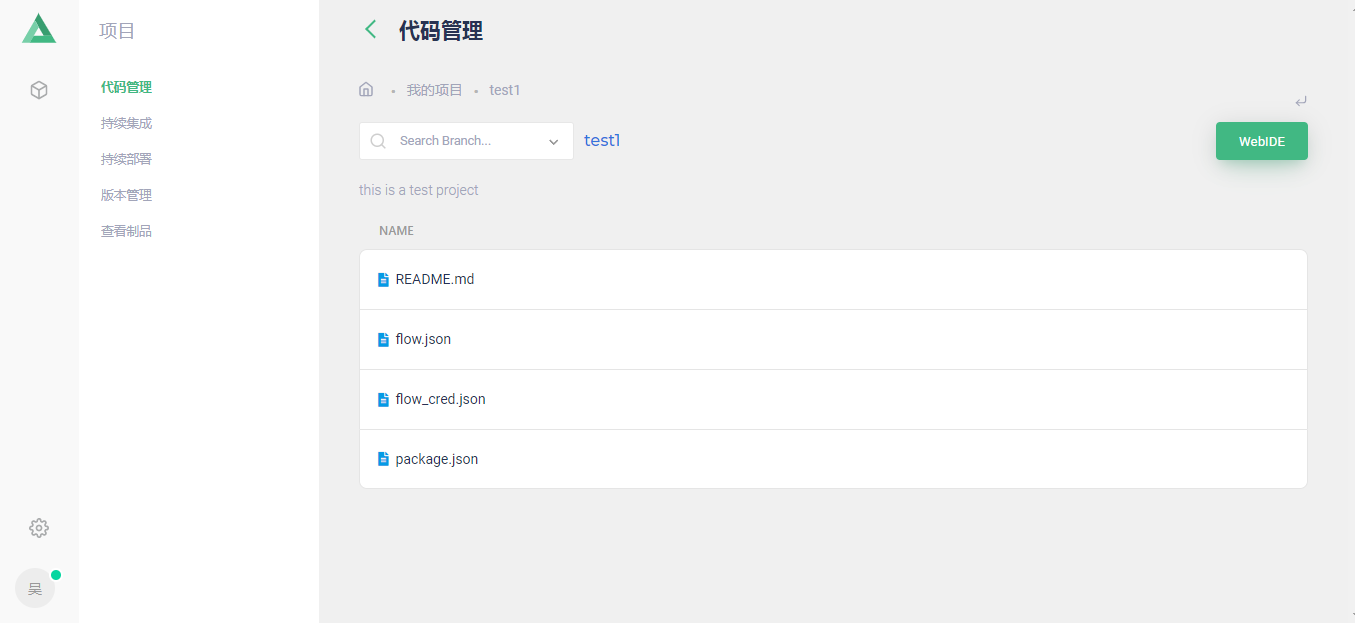 项目
代码管理
持续集成
持续部署
版本管理
查看制品
吴
代码管理
我的项目 • test1
Search Branch...
test1
WebIDE
this is a test project
NAME
README.md
flow.json
flow_cred.json
package.json